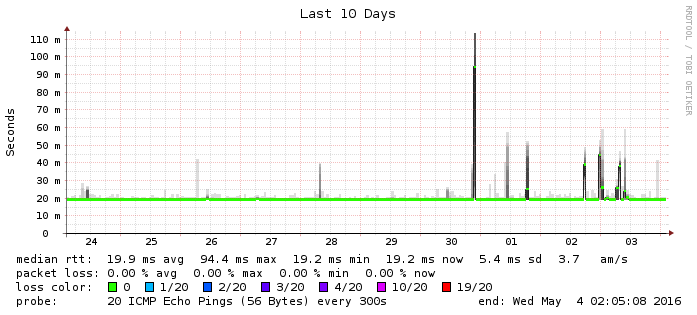 Last 10 Days
RRDTOOL / TOBI OETIKER
Seconds
110 m
100 m
90 m
80 m
70 m
60 m
50 m
40 m
30 m
20 m
10 m
0
24 25 26 27 28 29 30 01 02 03
median rtt: 19.9 ms avg 94.4 ms max 19.2 ms min 19.2 ms now 5.4 ms sd 3.7 am/s
packet loss: 0.00 % avg 0.00 % max 0.00 % min 0.00 % now
loss color: 0 1/20 2/20 3/20 4/20 10/20 19/20
probe: 20 ICMP Echo Pings (56 Bytes) every 300s end: Wed May 4 02:05:08 2016